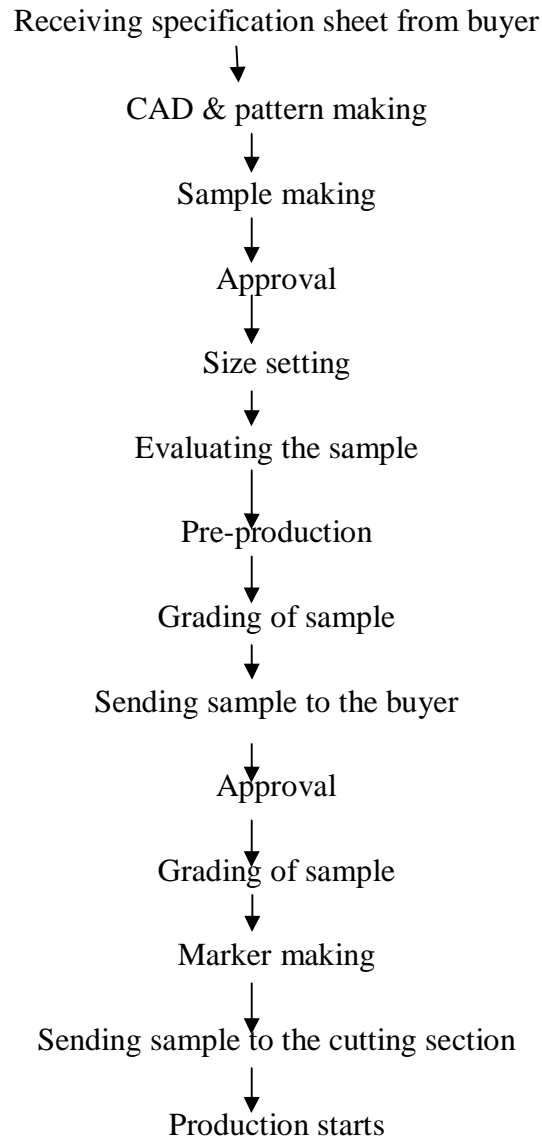 Receiving specification sheet from buyer
CAD & pattern making
Sample making
Approval
Size setting
Evaluating the sample
Pre-production
Grading of sample
Sending sample to the buyer
Approval
Grading of sample
Marker making
Sending sample to the cutting section
Production starts